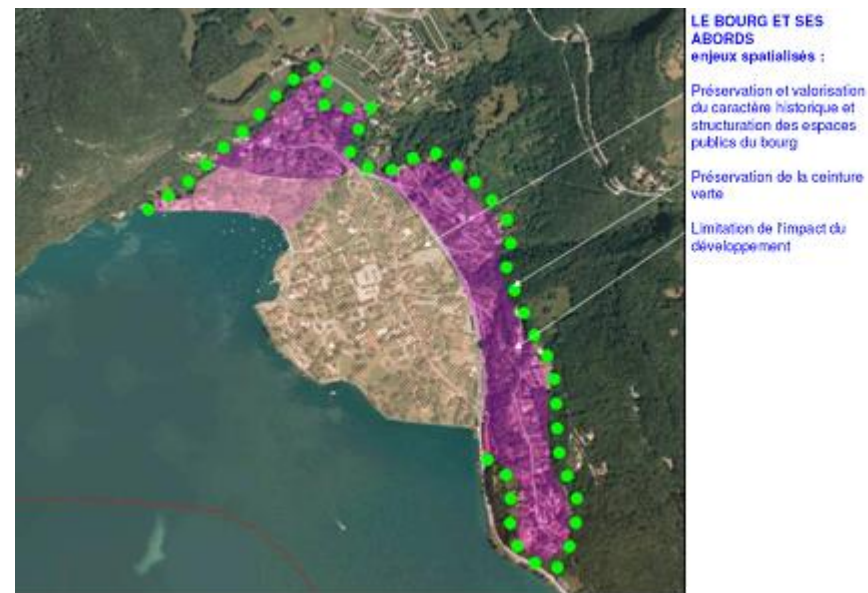 LE BOURG ET SES
ABORDS
enjeux spatialisés :
Préservation et valorisation
du caractère historique et
structuration des espaces
publics du bourg
Préservation de la ceinture
verte
Limitation de l'impact du
développement